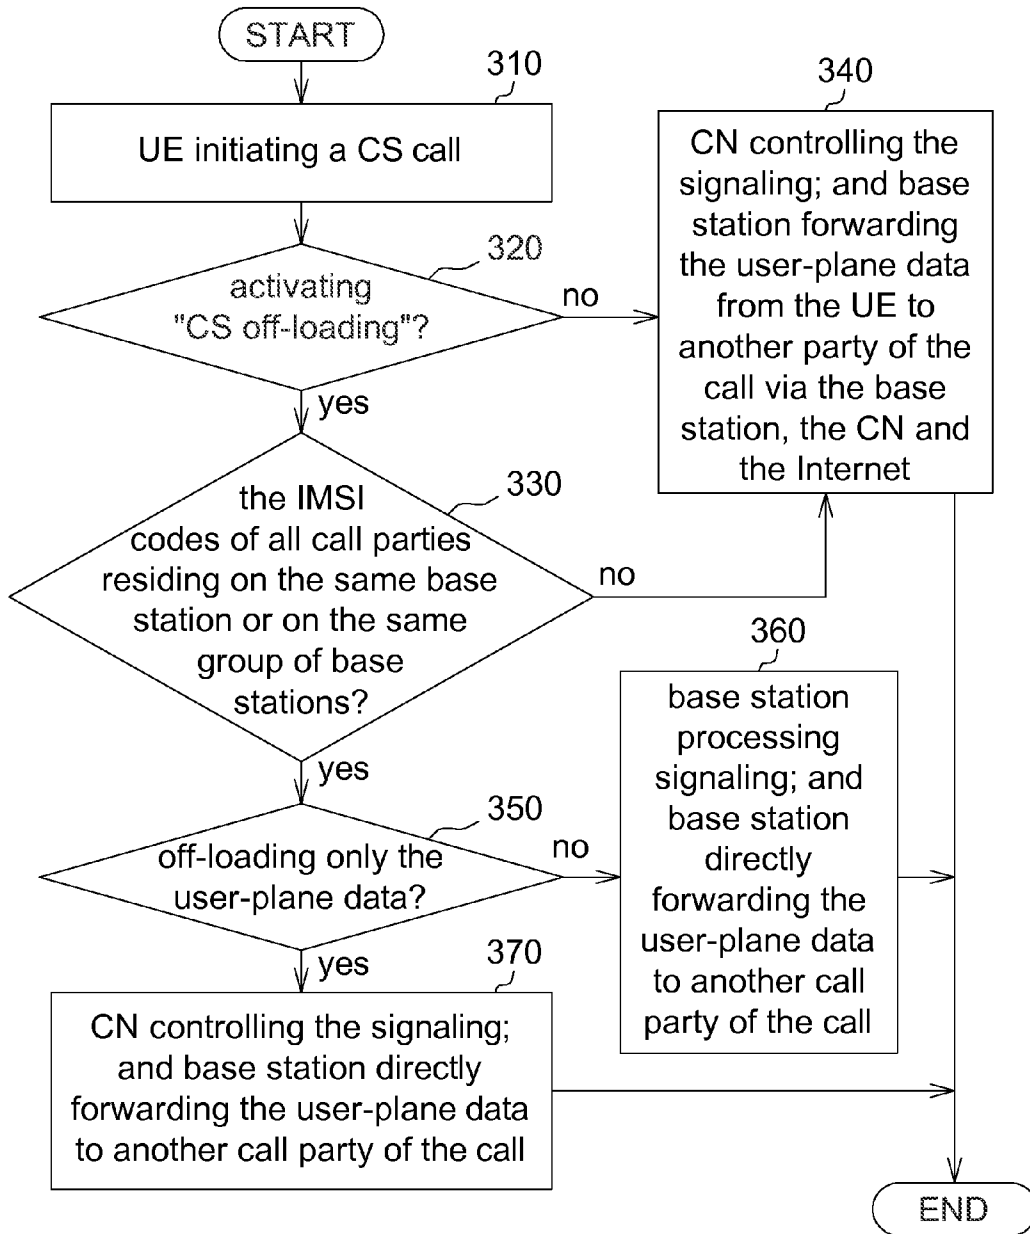 START
310
UE initiating a CS call
320
activating
"CS off-loading"?
no
yes
340
CN controlling the
signaling; and base
station forwarding
the user-plane data
from the UE to
another party of the
call via the base
station, the CN and
the Internet
330
the IMSI
codes of all call parties
residing on the same base
station or on the same
group of base
stations?
no
yes
350
off-loading only the
user-plane data?
no
yes
360
base station
processing
signaling; and
base station
directly
forwarding the
user-plane data
to another call
party of the call
370
CN controlling the signaling;
and base station directly
forwarding the user-plane data
to another call party of the call
END